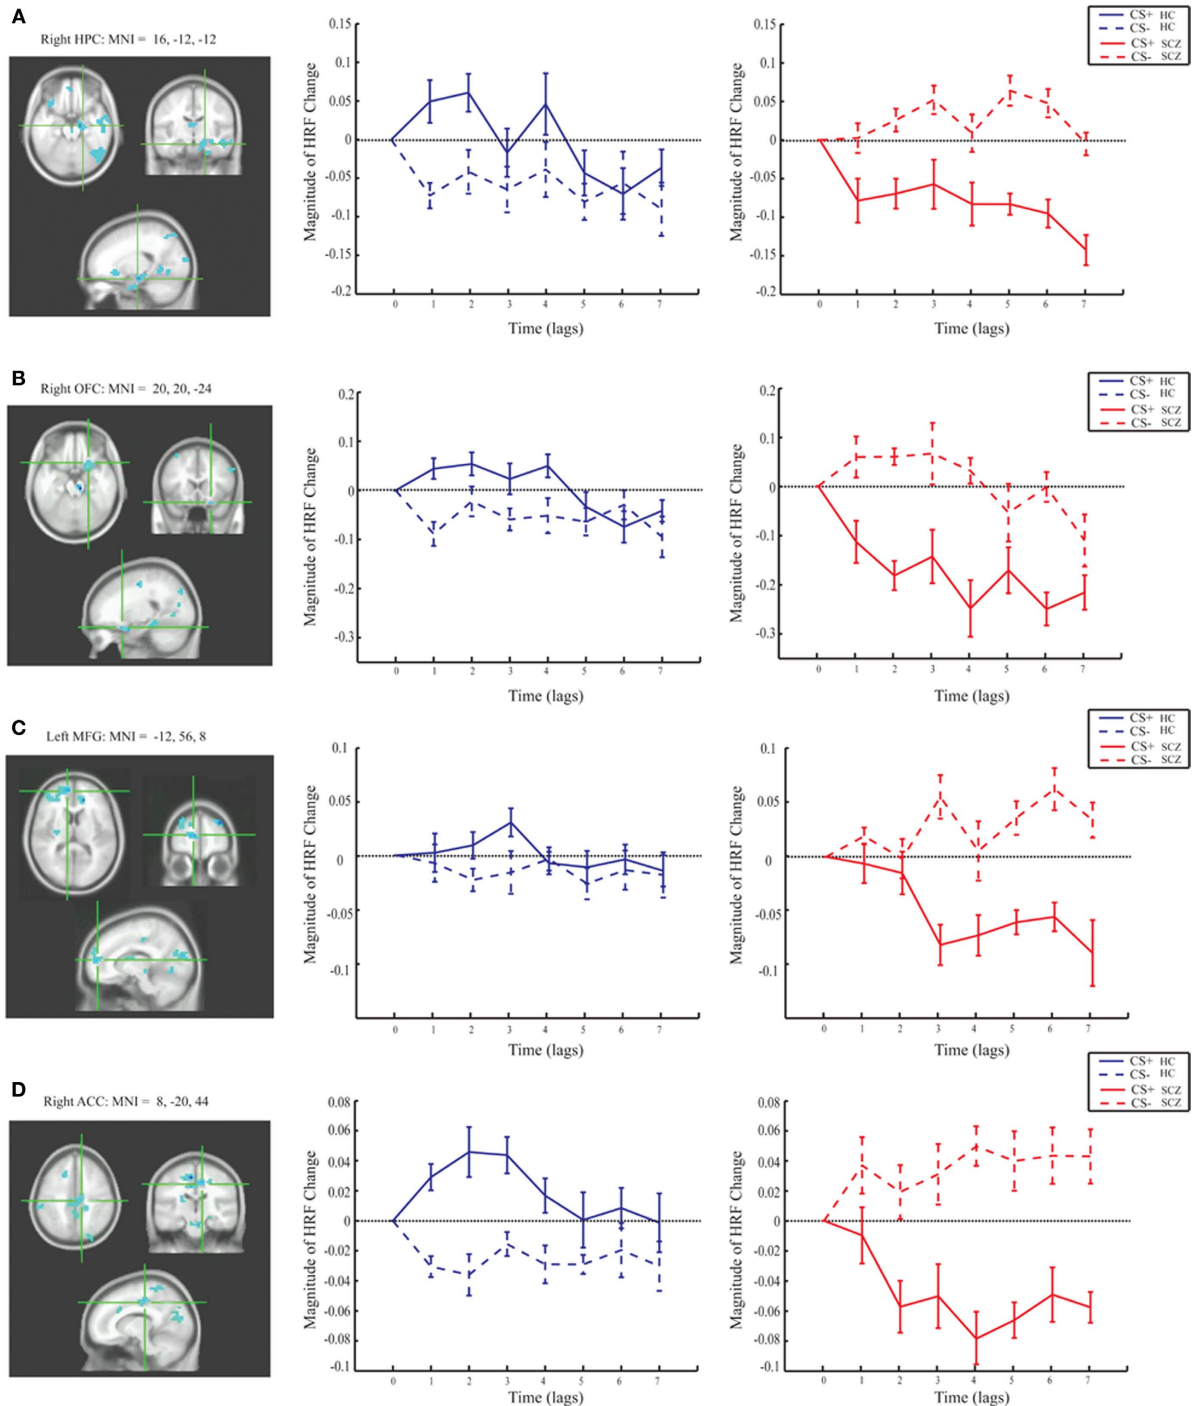 A
Right HPC: MNI = 16, -12, -12
Magnitude of HRF Change
0.15
0.1
0.05
0
-0.05
-0.1
-0.15
-0.2
0 1 2 3 4 5 6 7
Time (lags)
Magnitude of HRF Change
0.15
0.1
0.05
0
-0.05
-0.1
-0.15
-0.2
0 1 2 3 4 5 6 7
Time (lags)
CS+ HC
CS- HC
CS+ SCZ
CS- SCZ
B
Right OFC: MNI = 20, 20, -24
Magnitude of HRF Change
0.2
0.1
0
-0.1
-0.2
-0.3
0 1 2 3 4 5 6 7
Time (lags)
Magnitude of HRF Change
0.2
0.1
0
-0.1
-0.2
-0.3
0 1 2 3 4 5 6 7
Time (lags)
CS+ HC
CS- HC
CS+ SCZ
CS- SCZ
C
Left MFG: MNI = -12, 56, 8
Magnitude of HRF Change
0.1
0.05
0
-0.05
-0.1
0 1 2 3 4 5 6 7
Time (lags)
Magnitude of HRF Change
0.1
0.05
0
-0.05
-0.1
0 1 2 3 4 5 6 7
Time (lags)
CS+ HC
CS- HC
CS+ SCZ
CS- SCZ
D
Right ACC: MNI = 8, -20, 44
Magnitude of HRF Change
0.08
0.06
0.04
0.02
0
-0.02
-0.04
-0.06
-0.08
-0.1
0 1 2 3 4 5 6 7
Time (lags)
Magnitude of HRF Change
0.08
0.06
0.04
0.02
0
-0.02
-0.04
-0.06
-0.08
-0.1
0 1 2 3 4 5 6 7
Time (lags)
CS+ HC
CS- HC
CS+ SCZ
CS- SCZ